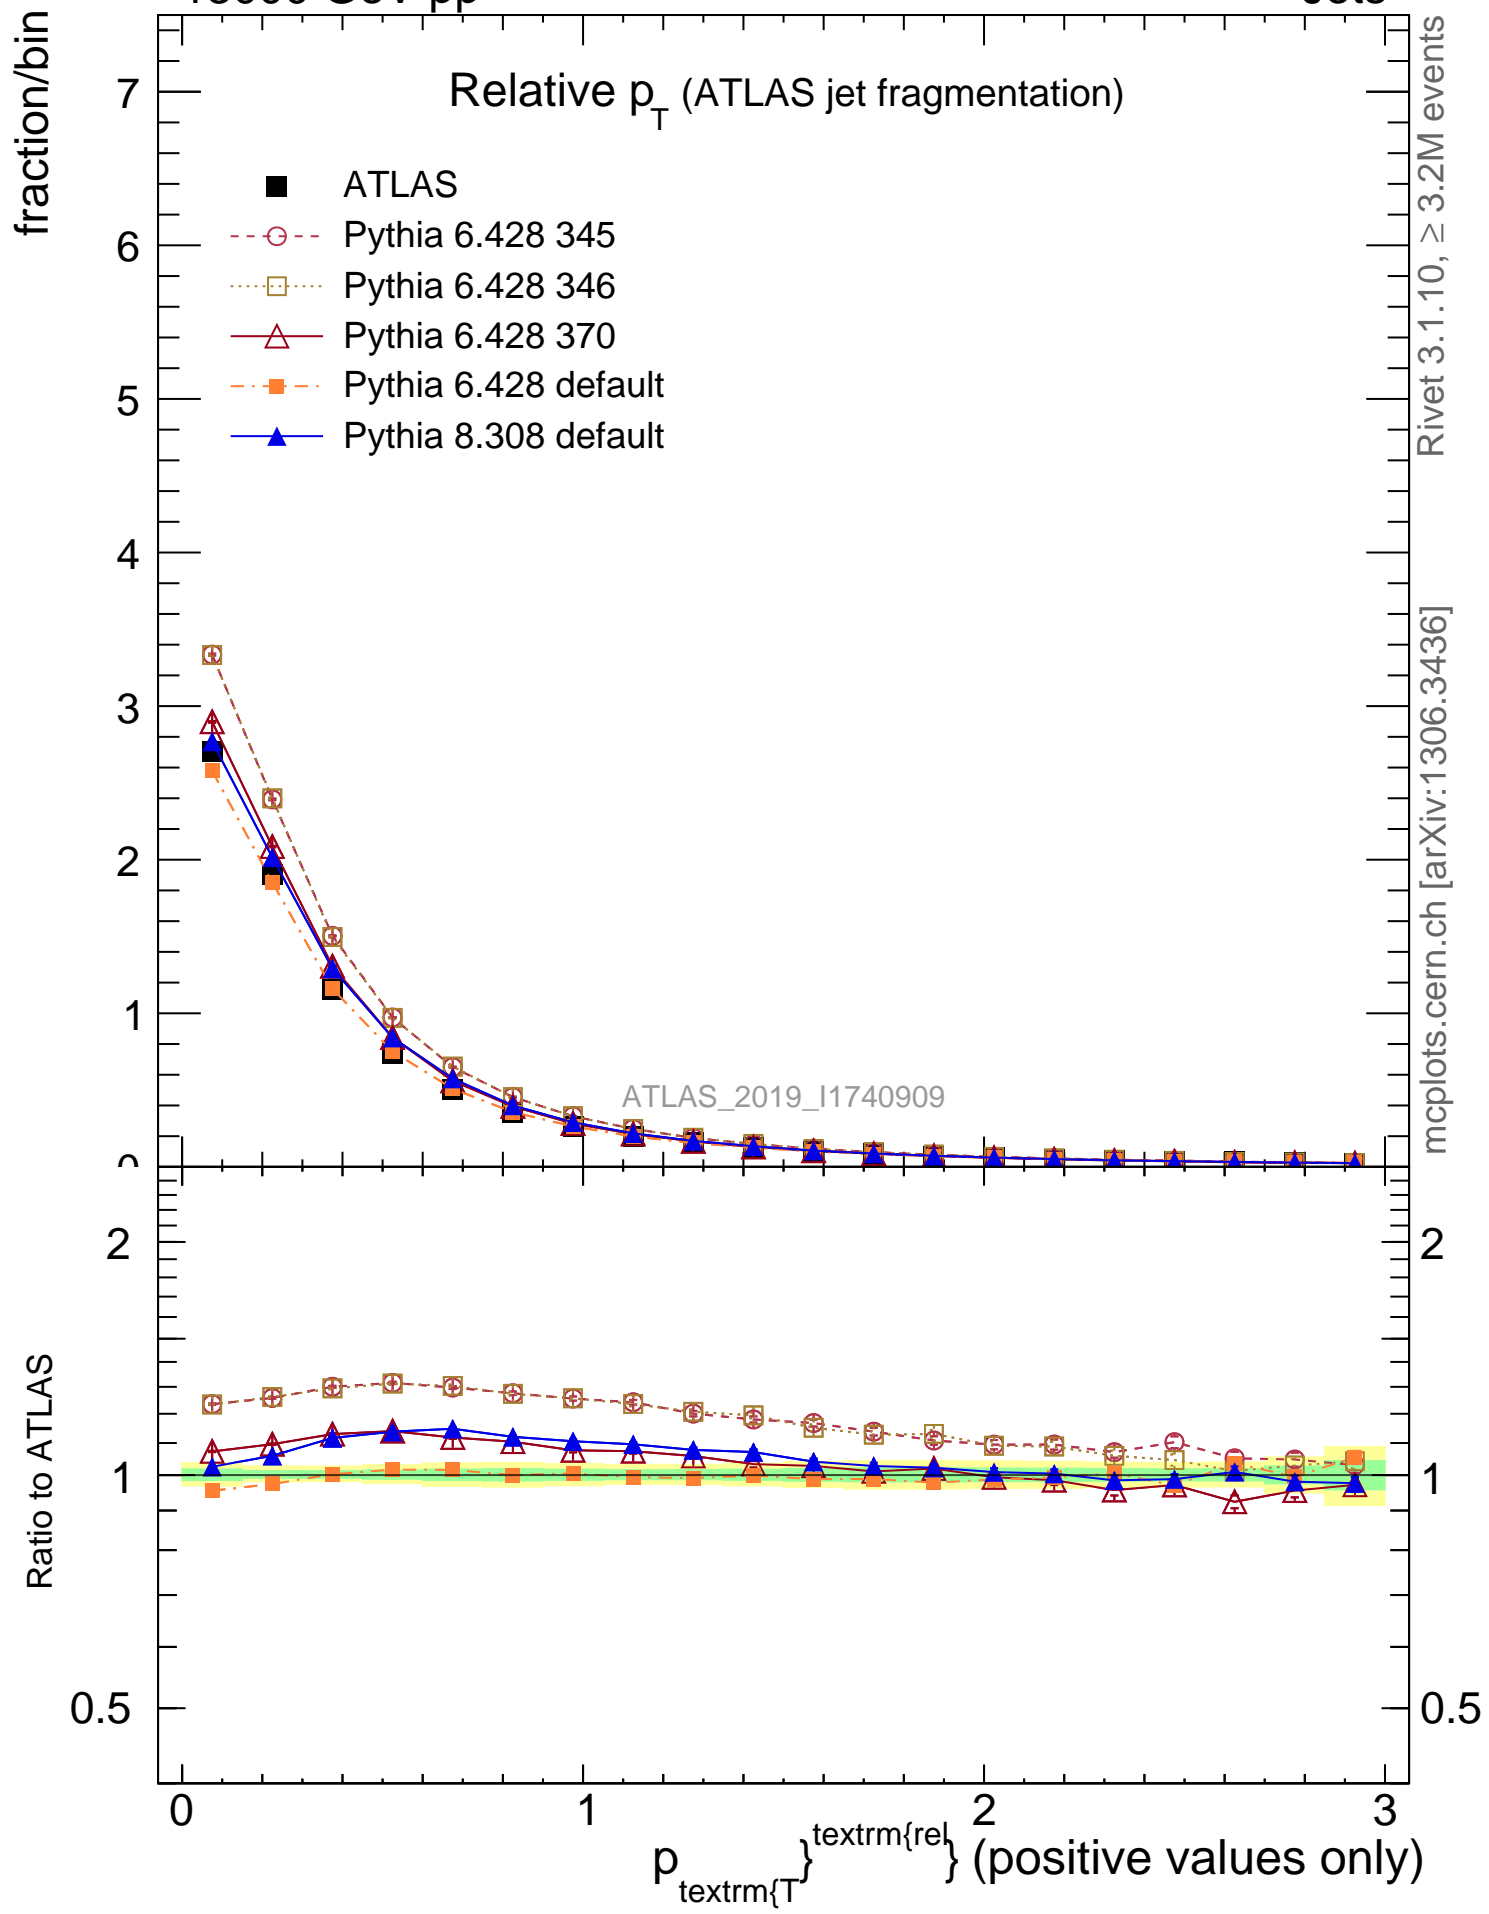 fraction/bin
Relative pT (ATLAS jet fragmentation)
ATLAS
Pythia 6.428 345
Pythia 6.428 346
Pythia 6.428 370
Pythia 6.428 default
Pythia 8.308 default
7
6
5
4
3
2
1
0
ATLAS_2019_I1740909
Rivet 3.1.10, ≥ 3.2M events
mcplots.cern.ch [arXiv:1306.3436]
Ratio to ATLAS
2
1
0.5
2
1
0.5
0 1 2 3
p textrm{T} textrm{rel} (positive values only)